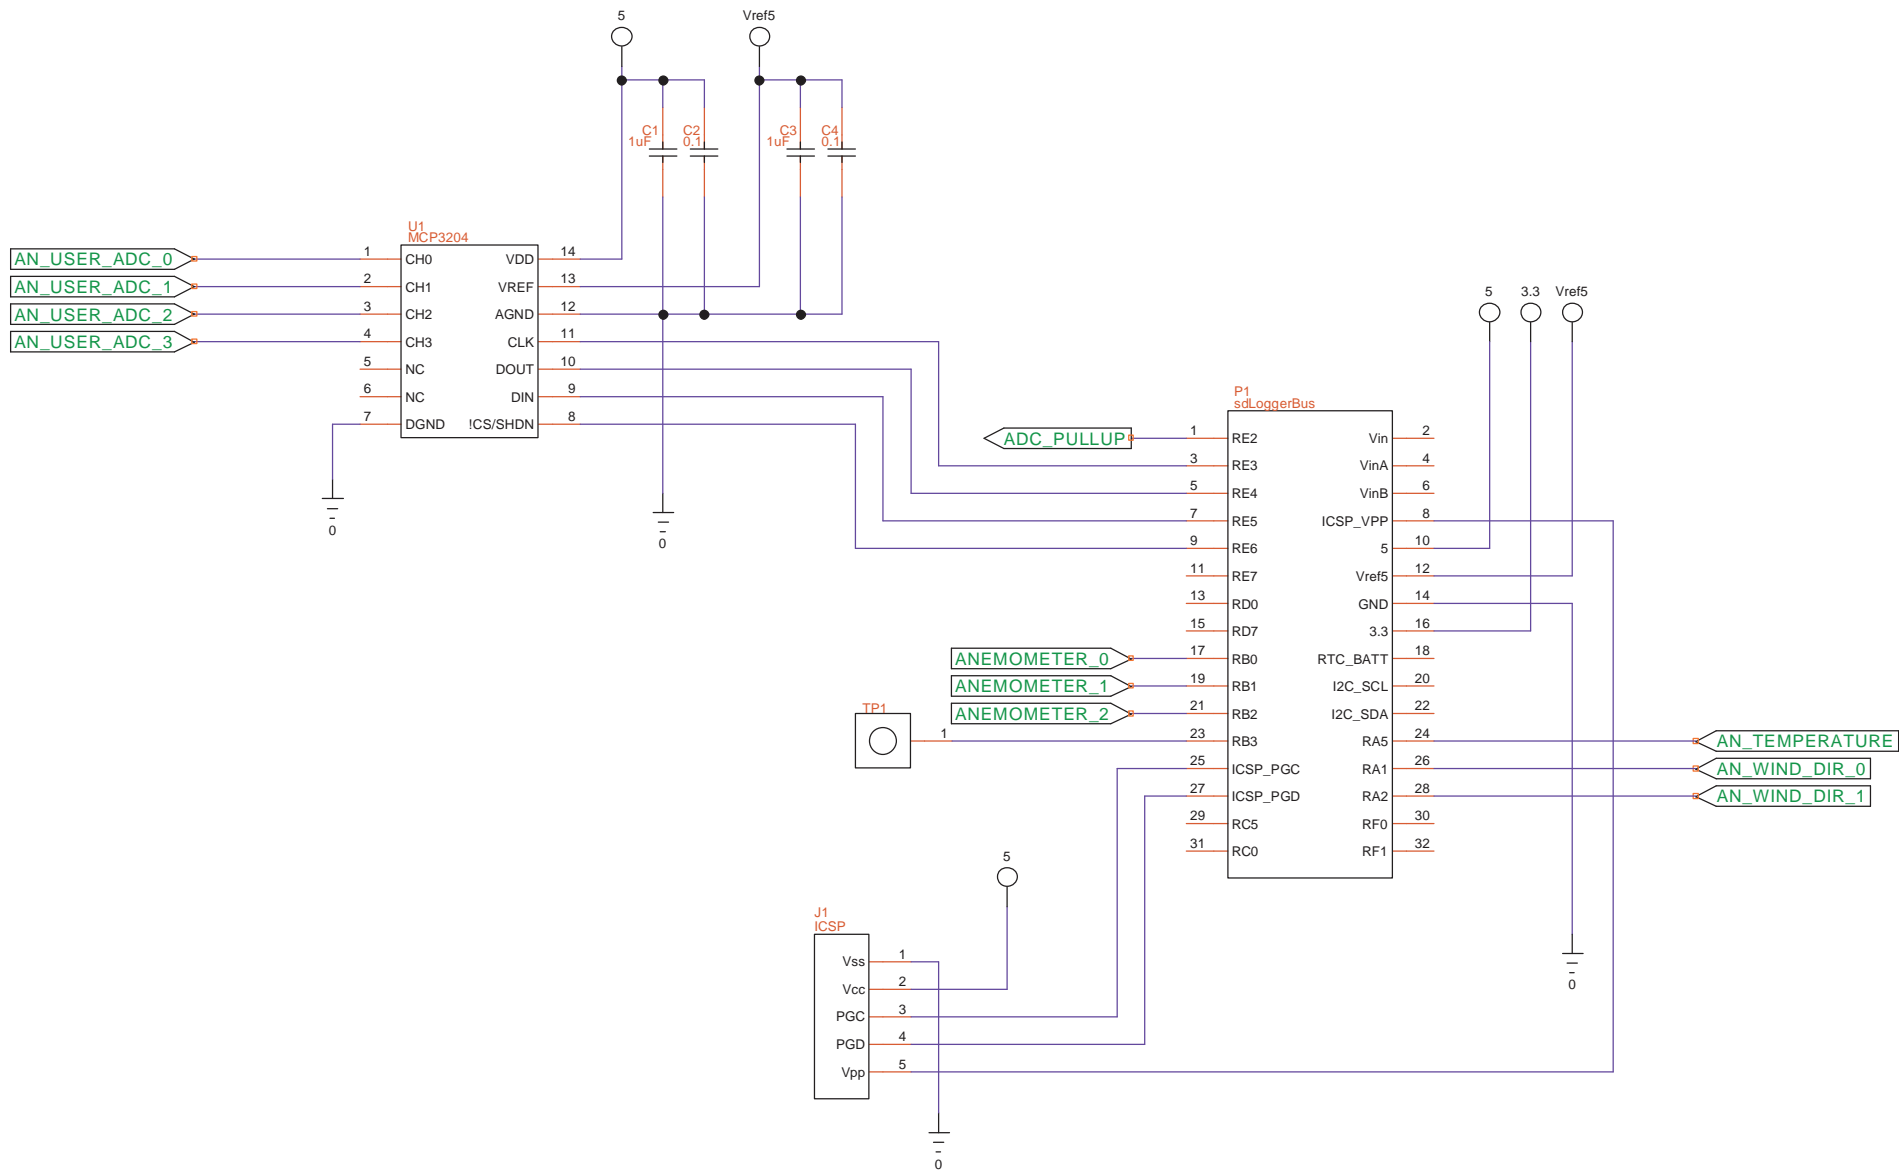 5
Vref5
C1
1uF
C2
0.1
C3
1uF
C4
0.1
U1
MCP3204
AN_USER_ADC_0
1
CH0
VDD
14
AN_USER_ADC_1
2
CH1
VREF
13
AN_USER_ADC_2
3
CH2
AGND
12
AN_USER_ADC_3
4
CH3
CLK
11
5
NC
DOUT
10
6
NC
DIN
9
7
DGND
!CS/SHDN
8
0
0
5
3.3
Vref5
P1
sdLoggerBus
ADC_PULLUP
1
RE2
Vin
2
3
RE3
VinA
4
5
RE4
VinB
6
7
RE5
ICSP_VPP
8
9
RE6
5
10
11
RE7
Vref5
12
13
RD0
GND
14
15
RD7
3.3
16
ANEMOMETER_0
17
RB0
RTC_BATT
18
ANEMOMETER_1
19
RB1
I2C_SCL
20
ANEMOMETER_2
21
RB2
I2C_SDA
22
TP1
1
23
RB3
RA5
24
AN_TEMPERATURE
25
ICSP_PGC
RA1
26
AN_WIND_DIR_0
27
ICSP_PGD
RA2
28
AN_WIND_DIR_1
29
RC5
RF0
30
31
RC0
RF1
32
5
J1
ICSP
Vss
1
Vcc
2
PGC
3
PGD
4
Vpp
5
0
0